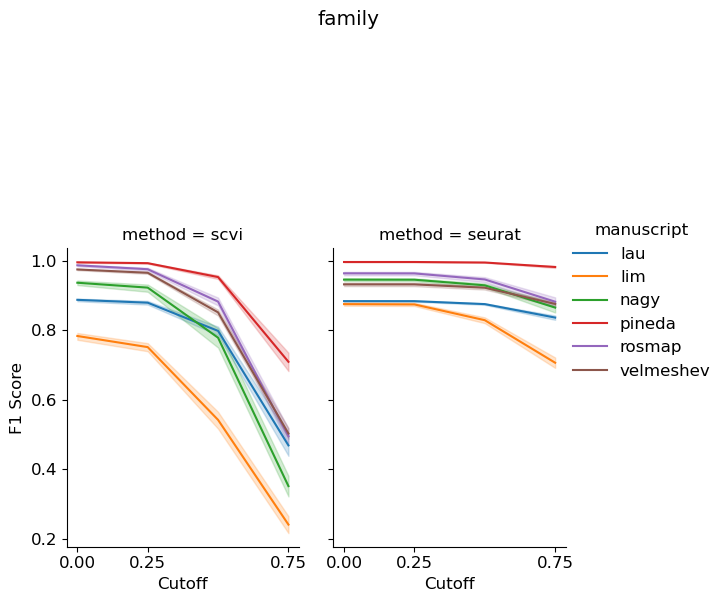 family
method = scvi
method = seurat
manuscript
lau
lim
nagy
pineda
rosmap
velmeshev
F1 Score
1.0
0.8
0.6
0.4
0.2
0.00
0.25
0.75
0.00
0.25
0.75
Cutoff
Cutoff